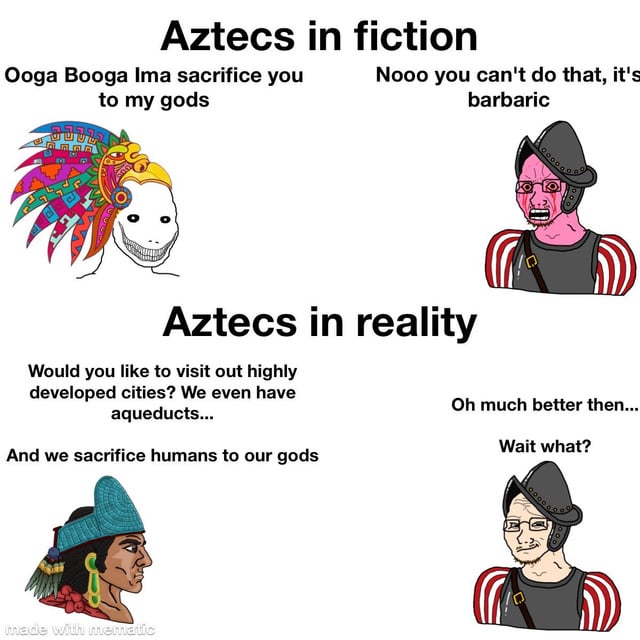 Aztecs in fiction
Ooga Booga Ima sacrifice you
to my gods
Nooo you can't do that, it's
barbaric
Aztecs in reality
Would you like to visit out highly
developed cities? We even have
aqueducts...
And we sacrifice humans to our gods
Oh much better then...
Wait what?
made with mematic